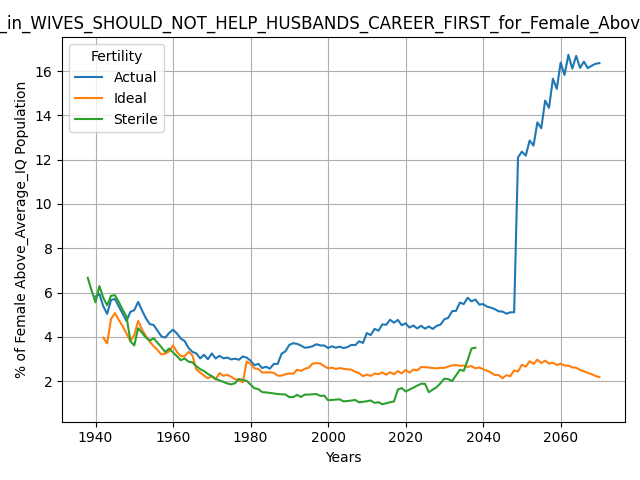 _in_WIVES_SHOULD_NOT_HELP_HUSBANDS_CAREER_FIRST_for_Female_Abov
Fertility
Actual
Ideal
Sterile
% of Female Above_Average_IQ Population
16
14
12
10
8
6
4
2
1940 1960 1980 2000 2020 2040 2060
Years